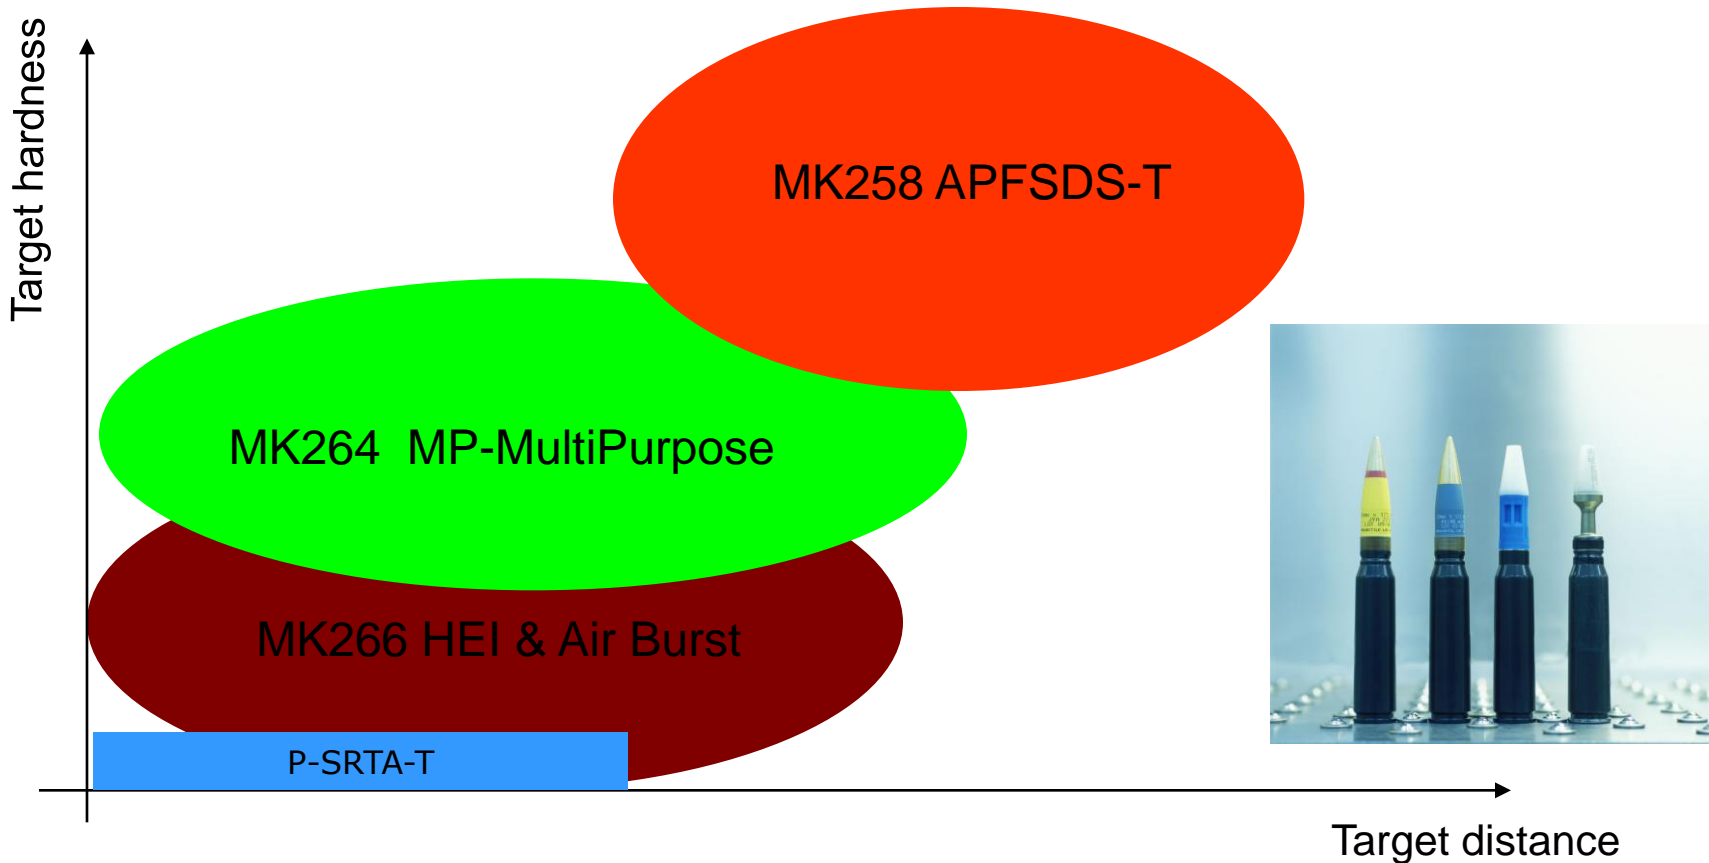 Target hardness
MK258 APFSDS-T
MK264 MP-MultiPurpose
MK266 HEI & Air Burst
P-SRTA-T
Target distance